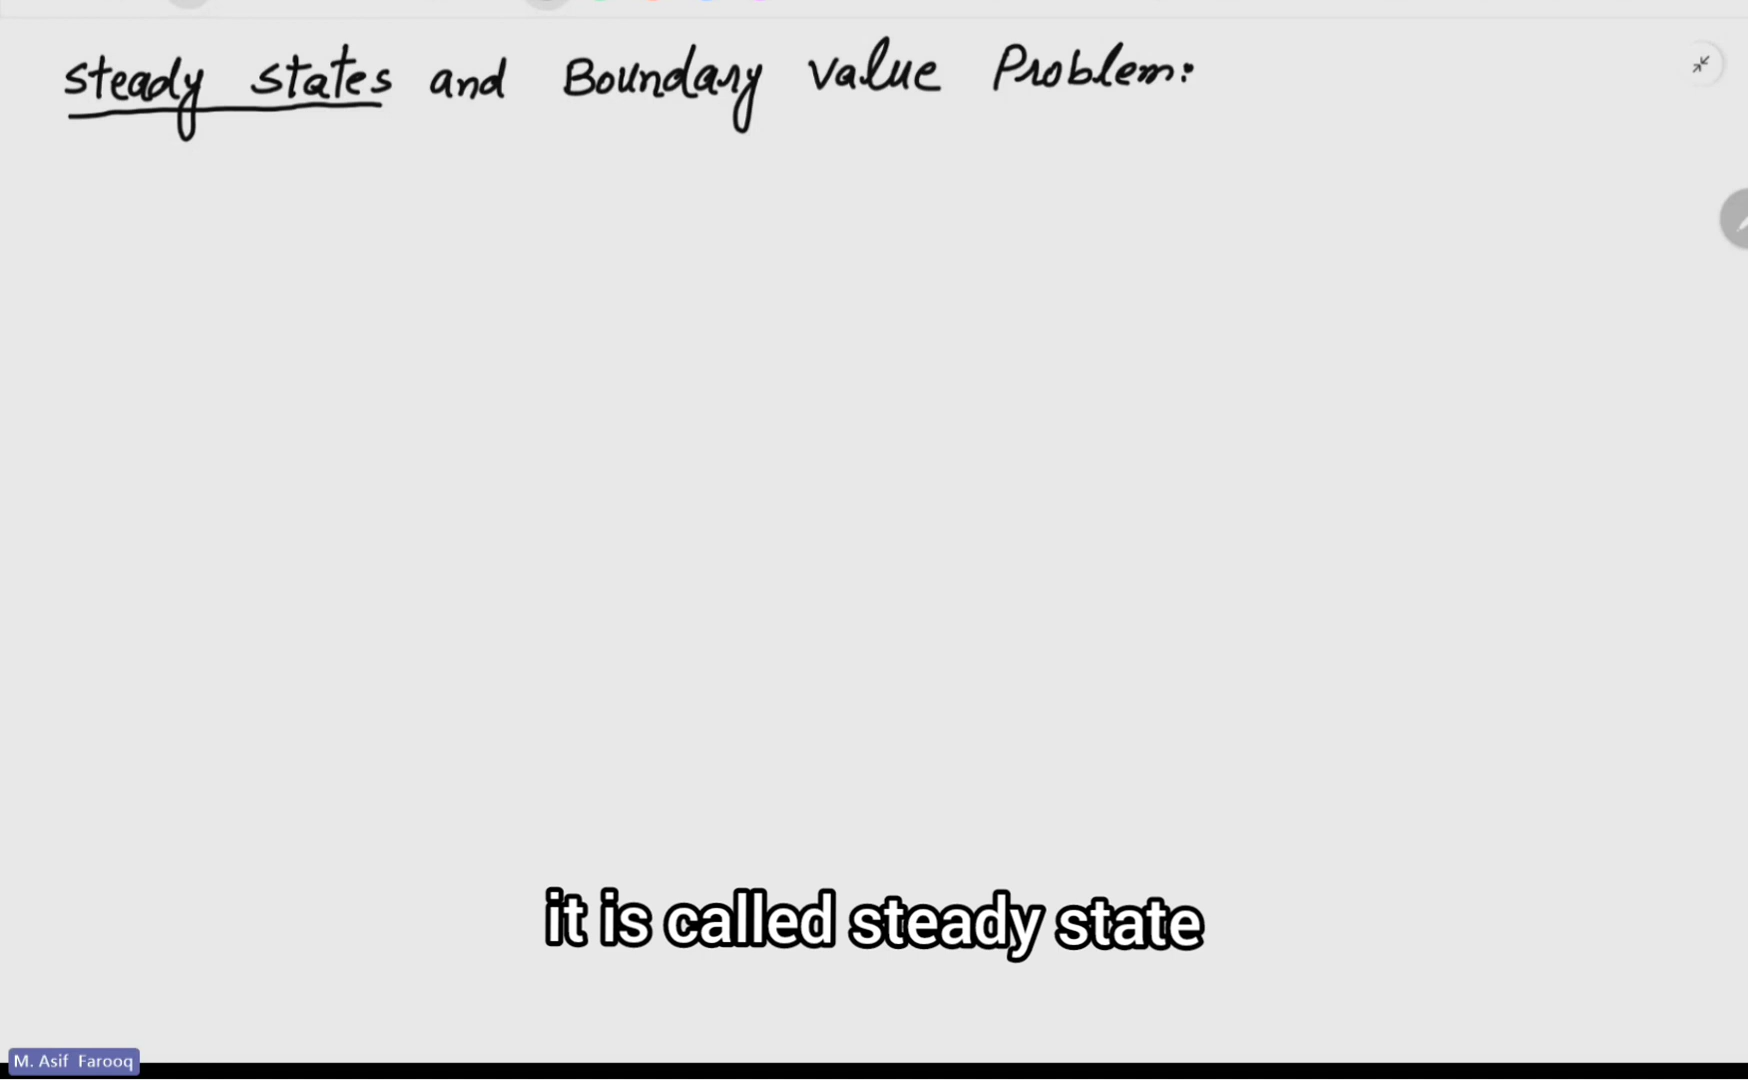 steady states and Boundary value Problem:
it is called steady state
M. Asif Farooq